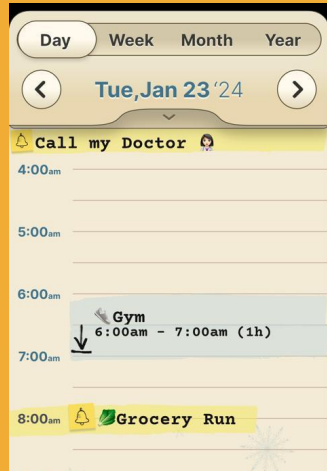 Day Week Month Year
Tue,Jan 23 '24
Call my Doctor
4:00am
5:00am
6:00am
Gym
6:00am - 7:00am (1h)
7:00am
8:00am Grocery Run